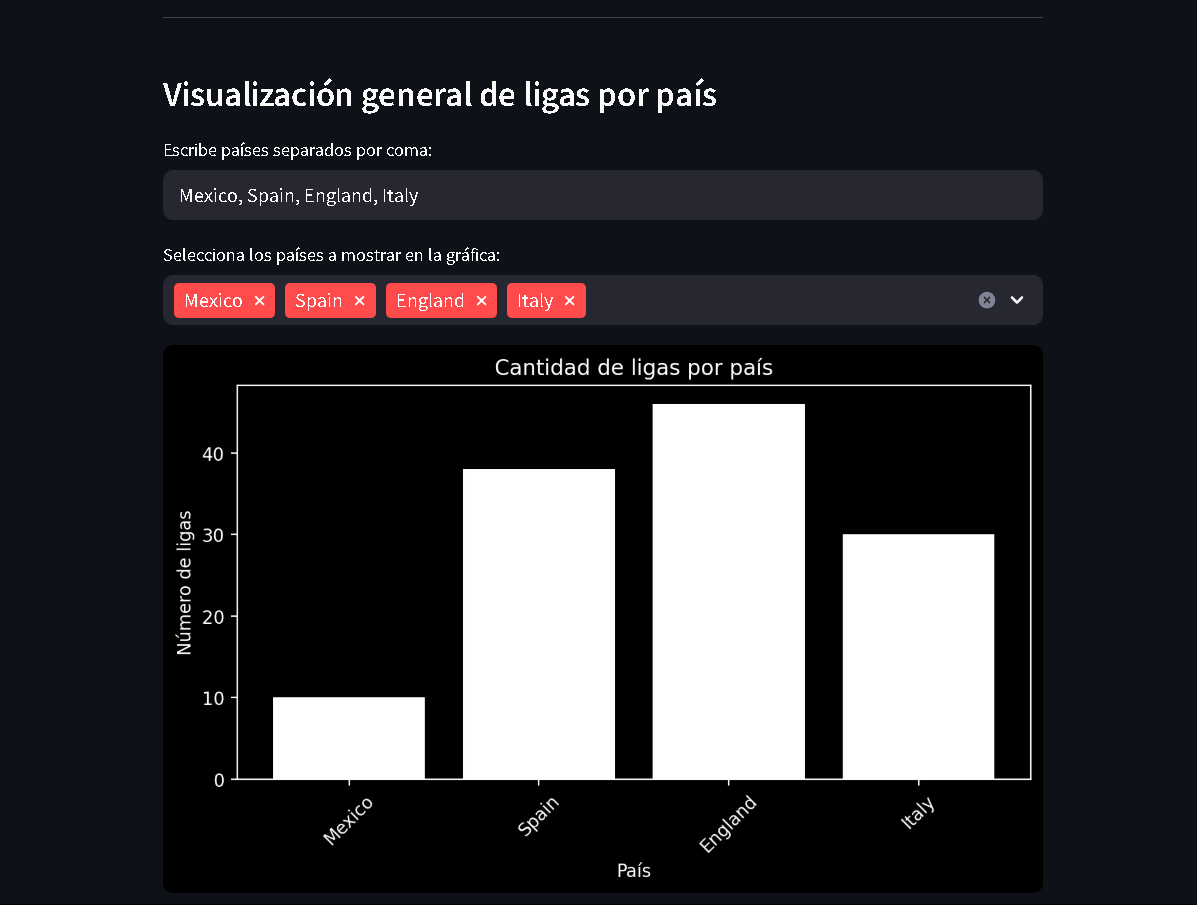 Visualización general de ligas por país
Escribe países separados por coma:
Mexico, Spain, England, Italy
Selecciona los países a mostrar en la gráfica:
Mexico × Spain × England × Italy ×
Cantidad de ligas por país
Número de ligas
40
30
20
10
0
Mexico Spain England Italy
País